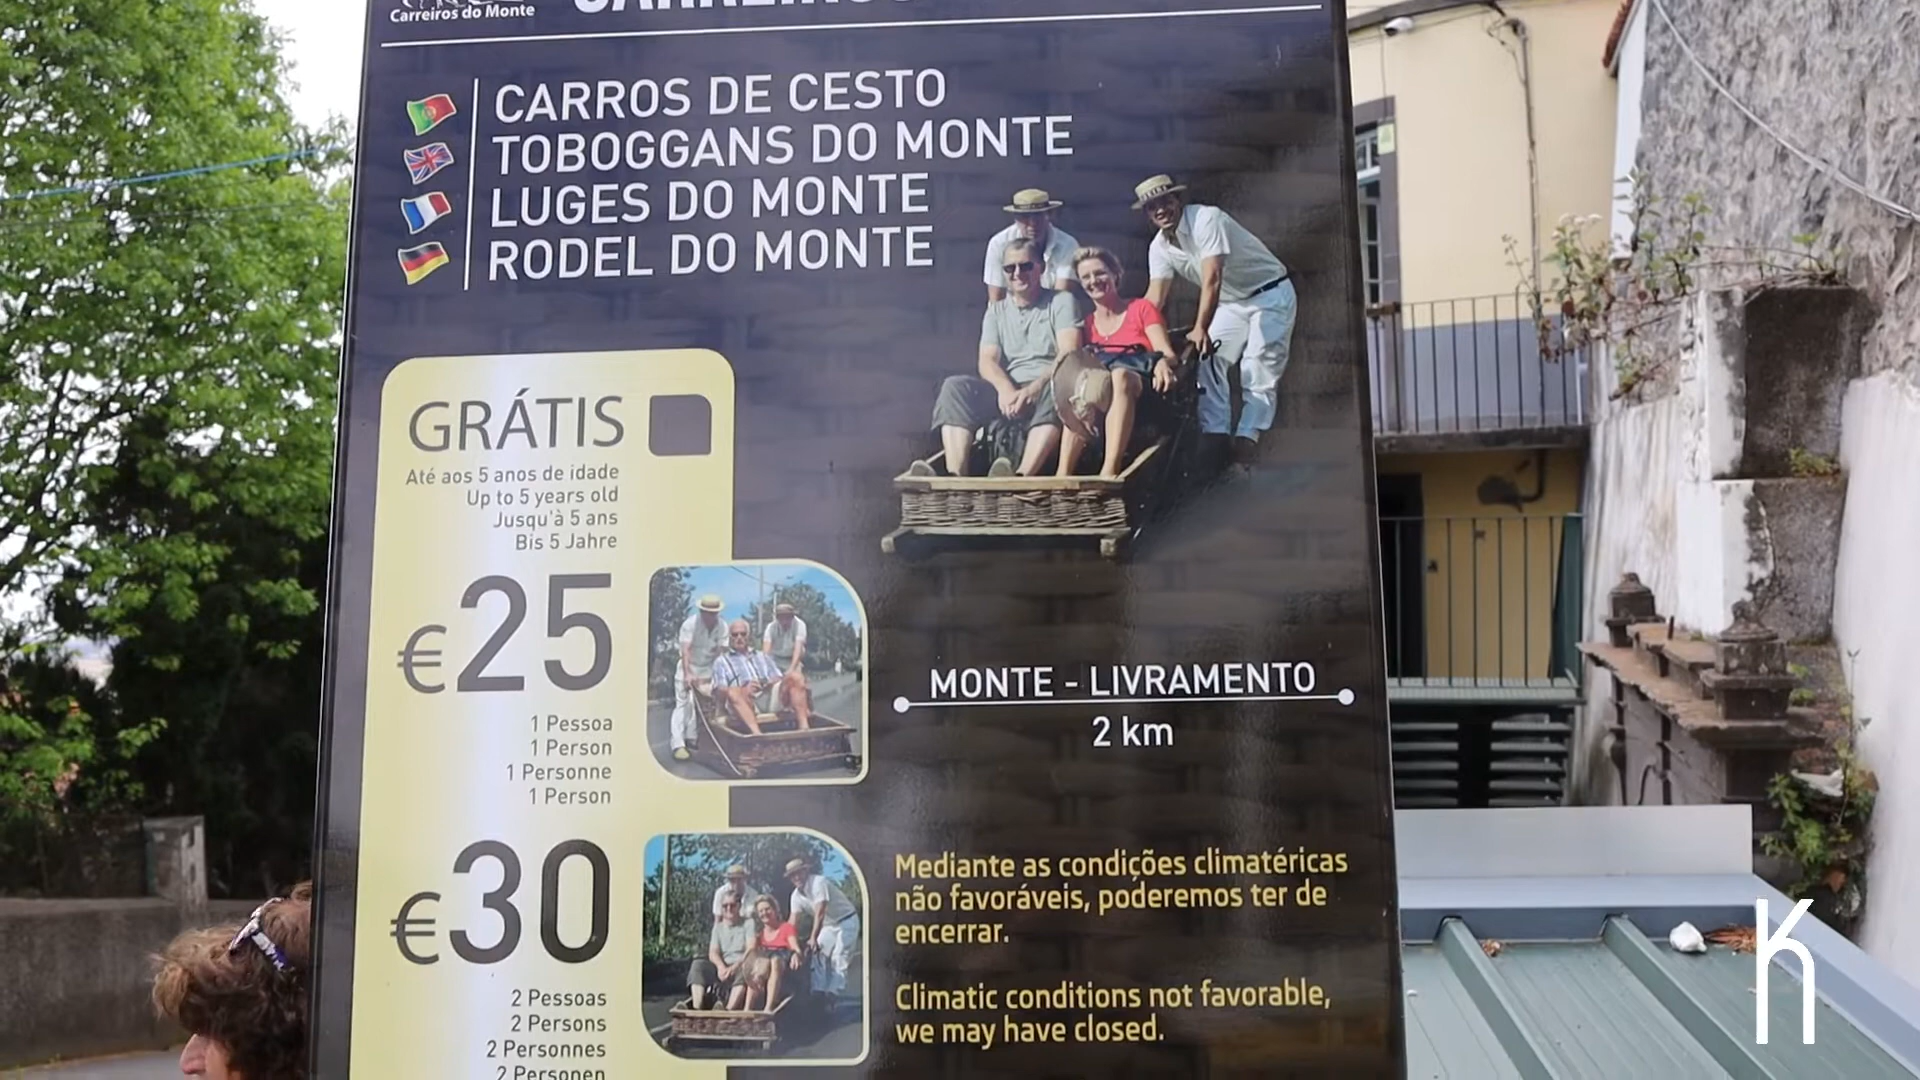 Carreiros do Monte
CARROS DE CESTO
TOBOGGANS DO MONTE
LUGES DO MONTE
RODEL DO MONTE
GRÁTIS
Até aos 5 anos de idade
Up to 5 years old
Jusqu'à 5 ans
Bis 5 Jahre
€25
1 Pessoa
1 Person
1 Personne
1 Person
€30
2 Pessoas
2 Persons
2 Personnes
2 Personen
MONTE - LIVRAMENTO
2 km
Mediante as condições climatéricas
não favoráveis, poderemos ter de
encerrar.
Climatic conditions not favorable,
we may have closed.
K